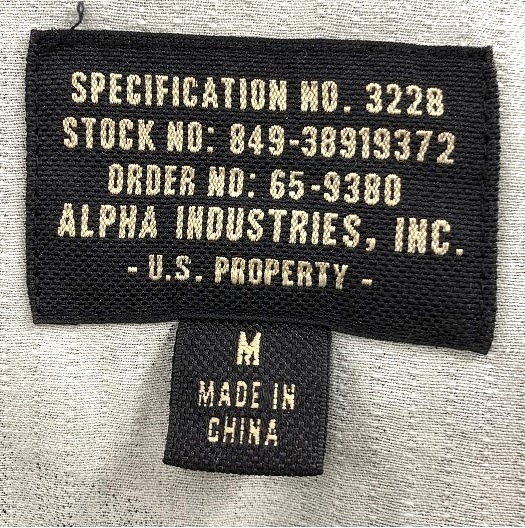 SPECIFICATION NO. 3228
STOCK NO: 849-38919372
ORDER NO: 65-9380
ALPHA INDUSTRIES, INC.
- U.S. PROPERTY -
M
MADE IN
CHINA